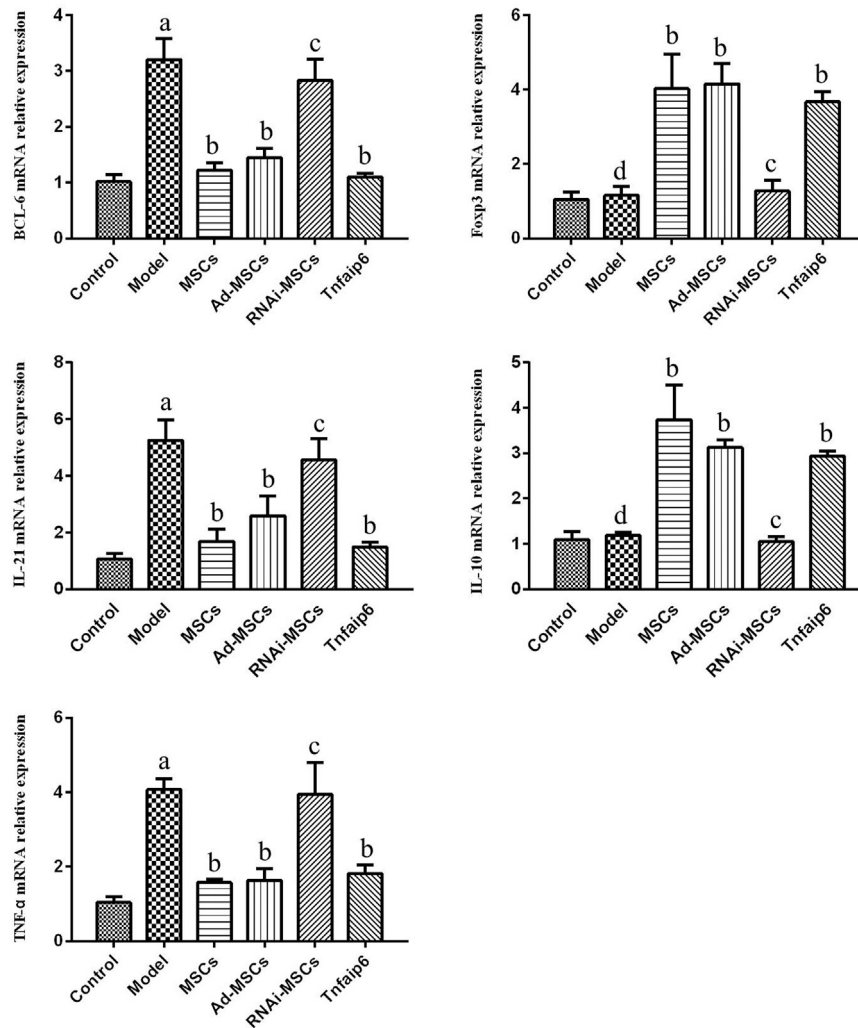 BCL-6 mRNA relative expression
4
3
2
1
0
a
b
b
c
b
Control
Model
MSCs
Ad-MSCs
RNAi-MSCs
Tnfaip6
Foxp3 mRNA relative expression
6
4
2
0
d
b
b
c
b
Control
Model
MSCs
Ad-MSCs
RNAi-MSCs
Tnfaip6
IL-21 mRNA relative expression
8
6
4
2
0
a
b
b
c
b
Control
Model
MSCs
Ad-MSCs
RNAi-MSCs
Tnfaip6
IL-10 mRNA relative expression
5
4
3
2
1
0
d
b
b
c
b
Control
Model
MSCs
Ad-MSCs
RNAi-MSCs
Tnfaip6
TNF-α mRNA relative expression
6
4
2
0
a
b
b
c
b
Control
Model
MSCs
Ad-MSCs
RNAi-MSCs
Tnfaip6